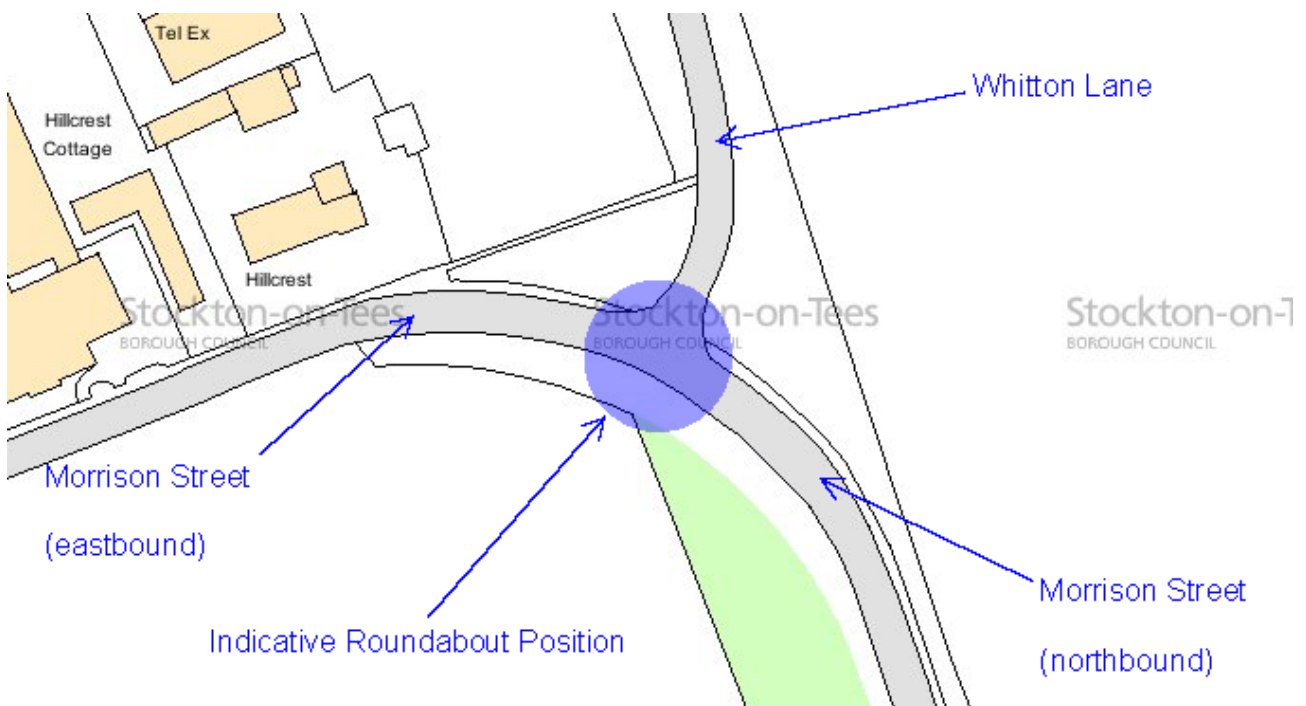 Tel Ex
Whitton Lane
Hillcrest
Cottage
Hillcrest
Stockton-on-Tees
BOROUGH COUNCIL
Stockton-on-Tees
BOROUGH COUNCIL
Stockton-on-T
BOROUGH COUNCIL
Morrison Street
(eastbound)
Indicative Roundabout Position
Morrison Street
(northbound)